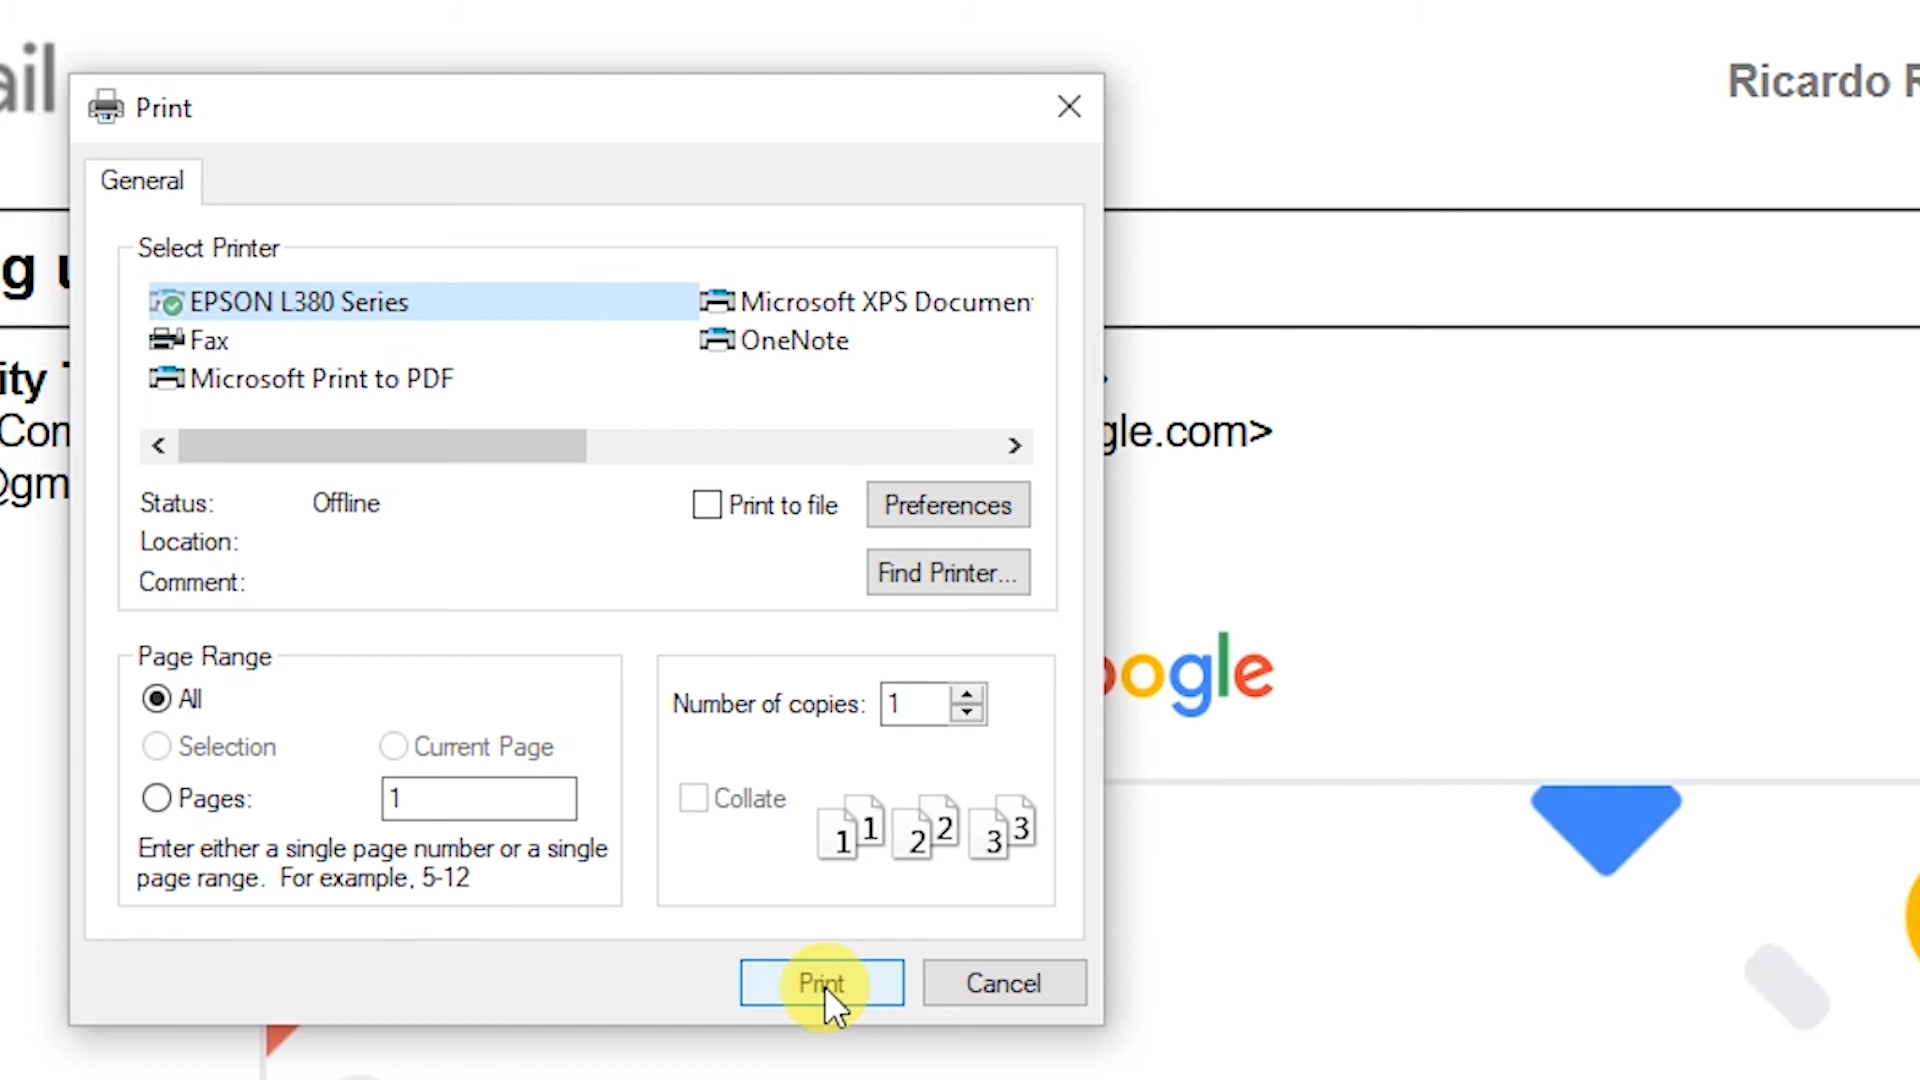 ail
Ricardo R
Print
General
g u
Select Printer
EPSON L380 Series
Microsoft XPS Documen
Fax
OneNote
Microsoft Print to PDF
ity
Con
gle.com>
@gm
Status: Offline
Print to file
Preferences
Location:
Find Printer...
Comment:
Page Range
All
Number of copies: 1
ogle
Selection
Current Page
Pages: 1
Collate
1 1 2 2 3 3
Enter either a single page number or a single
page range. For example, 5-12
Print
Cancel